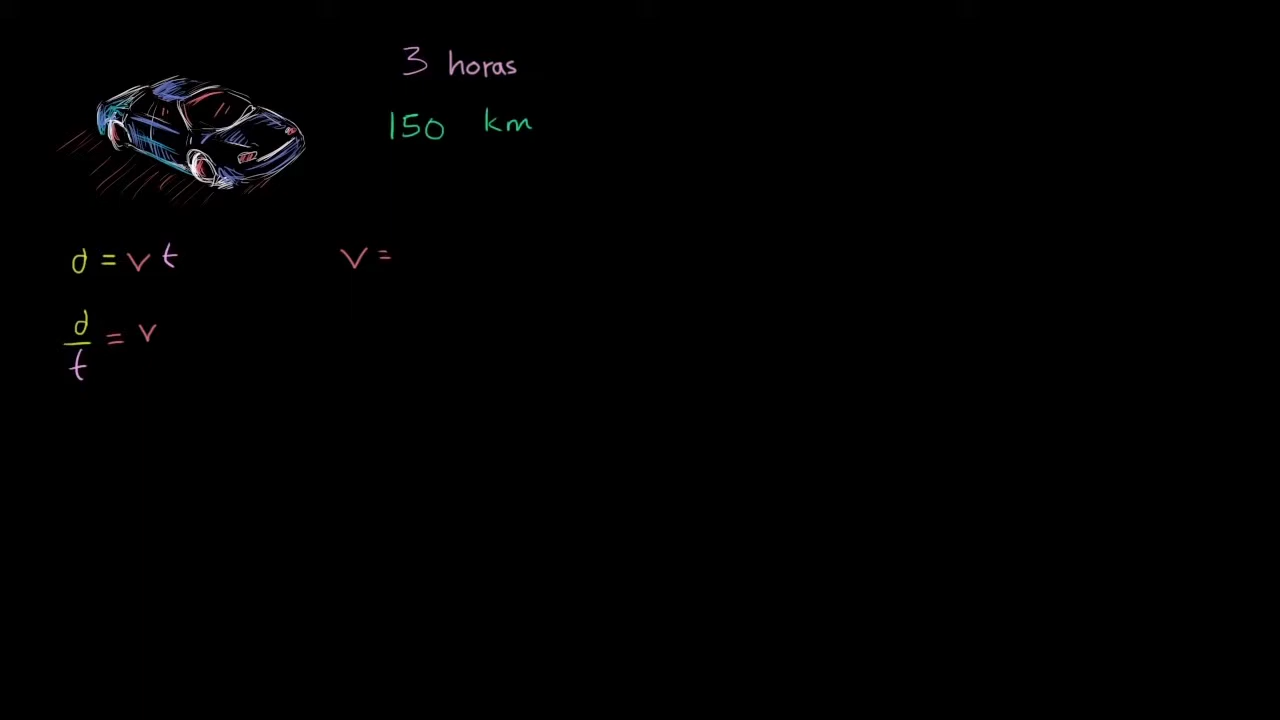 3 horas
150 km
d = v t
v =
d/t = v